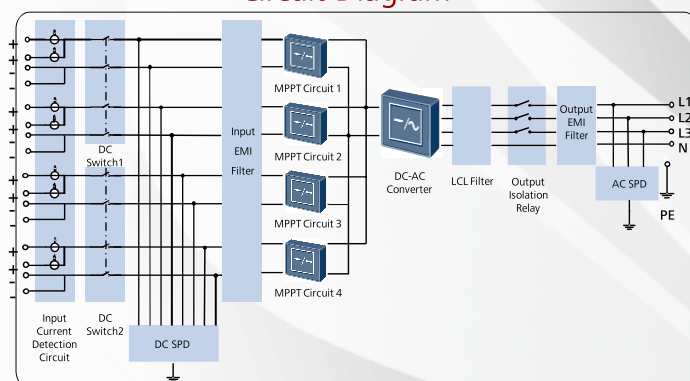 Circuit Diagram
+
+
−
−
+
+
−
−
+
+
−
−
+
+
−
−
DC
Switch1
Input
EMI
Filter
MPPT Circuit 1
MPPT Circuit 2
MPPT Circuit 3
MPPT Circuit 4
DC-AC
Converter
LCL Filter
Output
Isolation
Relay
Output
EMI
Filter
L1
L2
L3
N
AC SPD
PE
Input
Current
Detection
Circuit
DC
Switch2
DC SPD